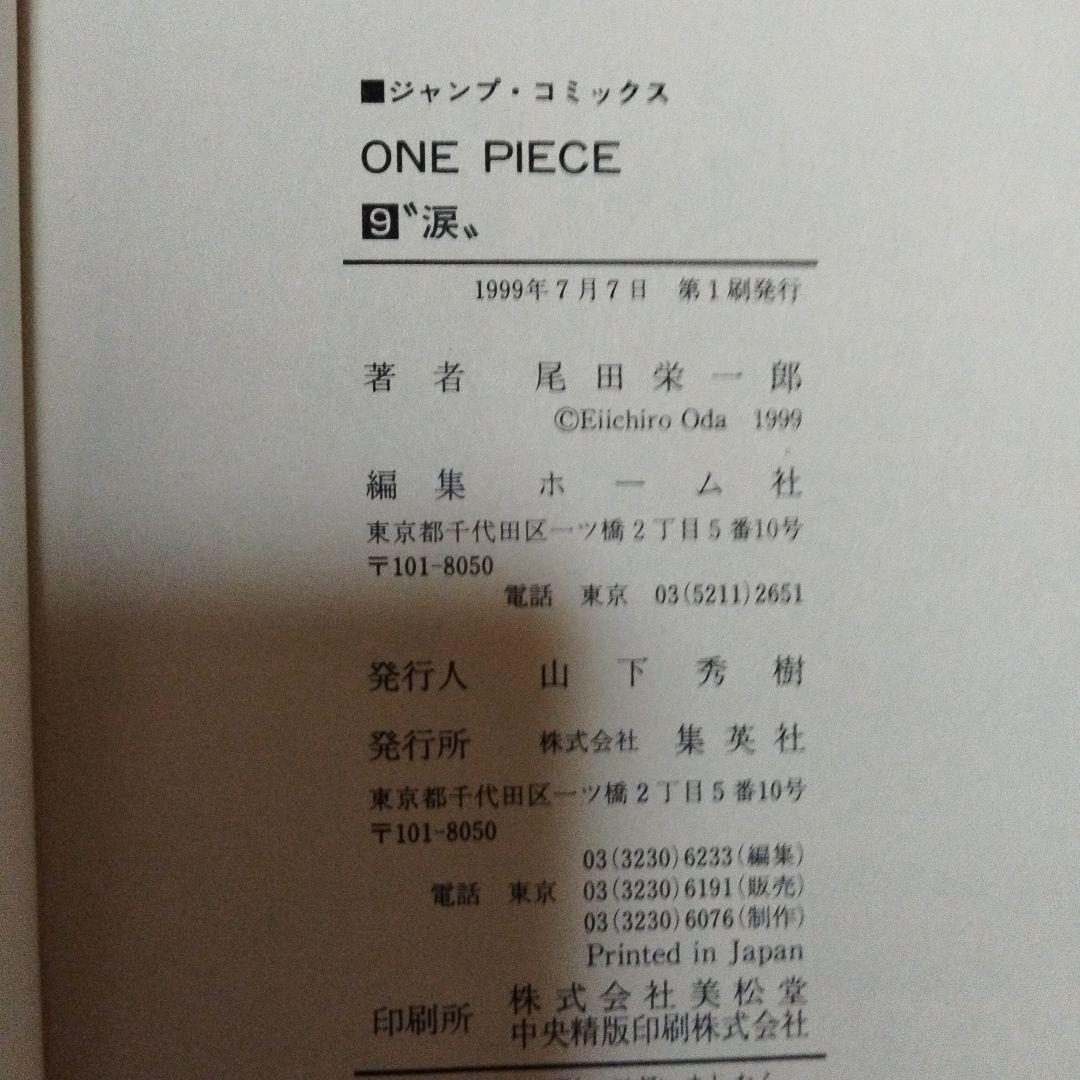 ■ジャンプ・コミックス
ONE PIECE
9〝涙〟
1999年7月7日 第1刷発行
著者 尾田栄一郎
©Eiichiro Oda 1999
編集 ホーム社
東京都千代田区一ツ橋2丁目5番10号
〒101-8050
電話 東京 03(5211)2651
発行人 山下秀樹
発行所 株式会社 集英社
東京都千代田区一ツ橋2丁目5番10号
〒101-8050
03(3230)6233(編集)
電話 東京 03(3230)6191(販売)
03(3230)6076(制作)
Printed in Japan
印刷所 株式会社美松堂
中央精版印刷株式会社